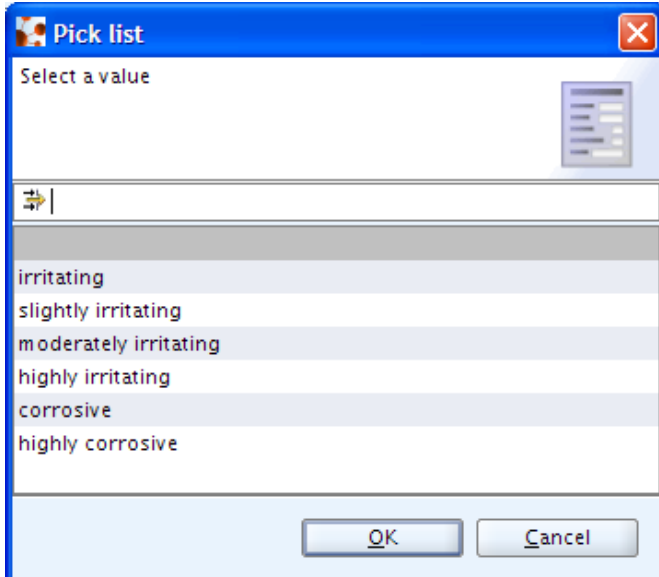 Pick list
Select a value
irritating
slightly irritating
moderately irritating
highly irritating
corrosive
highly corrosive
OK
Cancel